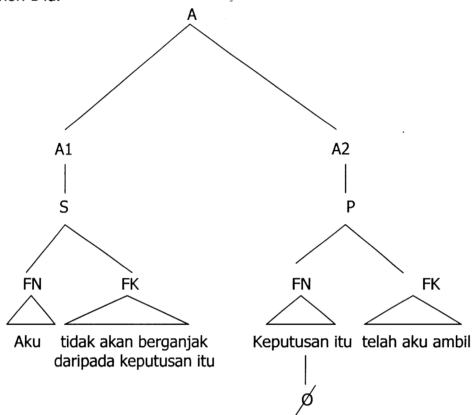 A
A1 A2
S P
FN FK FN FK
Aku tidak akan berganjak Keputusan itu telah aku ambil
daripada keputusan itu
Ø